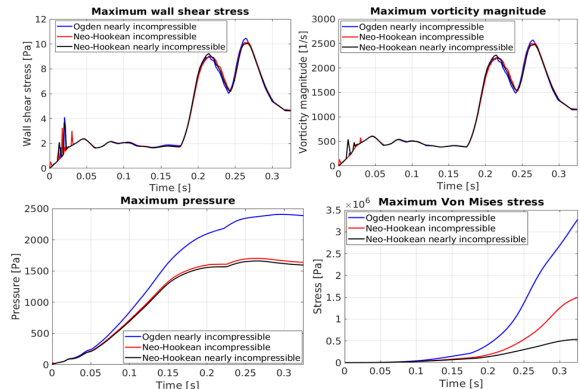 Maximum wall shear stress
Wall shear stress [Pa]
12
10
8
6
4
2
0
Ogden nearly incompressible
Neo-Hookean incompressible
Neo-Hookean nearly incompressible
0 0.05 0.1 0.15 0.2 0.25 0.3
Time [s]
Maximum vorticity magnitude
Vorticity magnitude [1/s]
3000
2500
2000
1500
1000
500
0
Ogden nearly incompressible
Neo-Hookean incompressible
Neo-Hookean nearly incompressible
0 0.05 0.1 0.15 0.2 0.25 0.3
Time [s]
Maximum pressure
Pressure [Pa]
2500
2000
1500
1000
500
0
Ogden nearly incompressible
Neo-Hookean incompressible
Neo-Hookean nearly incompressible
0 0.05 0.1 0.15 0.2 0.25 0.3
Time [s]
×10⁶ Maximum Von Mises stress
Stress [Pa]
3.5
3
2.5
2
1.5
1
0.5
0
Ogden nearly incompressible
Neo-Hookean incompressible
Neo-Hookean nearly incompressible
0 0.05 0.1 0.15 0.2 0.25 0.3
Time [s]